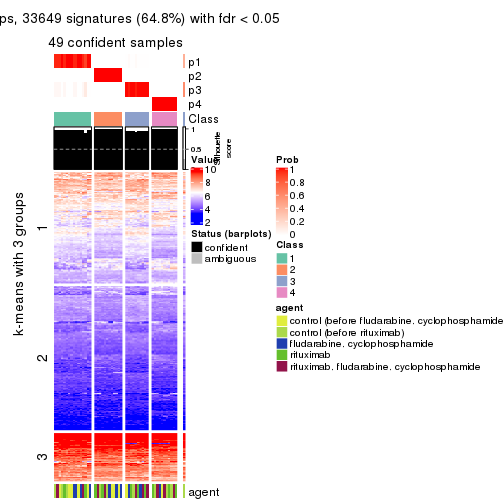 ps, 33649 signatures (64.8%) with fdr < 0.05
49 confident samples
p1
p2
p3
p4
Class
1
0.5
Silhouette
score
k-means with 3 groups
1
2
3
agent
Value
10
8
6
4
2
Status (barplots)
confident
ambiguous
Prob
1
0.8
0.6
0.4
0.2
0
Class
1
2
3
4
agent
control (before fludarabine. cyclophosphamide
control (before rituximab)
fludarabine. cyclophosphamide
rituximab
rituximab. fludarabine. cyclophosphamide